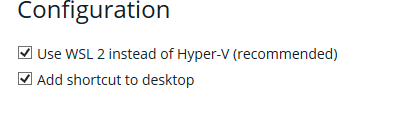 Configuration
Use WSL 2 instead of Hyper-V (recommended)
Add shortcut to desktop